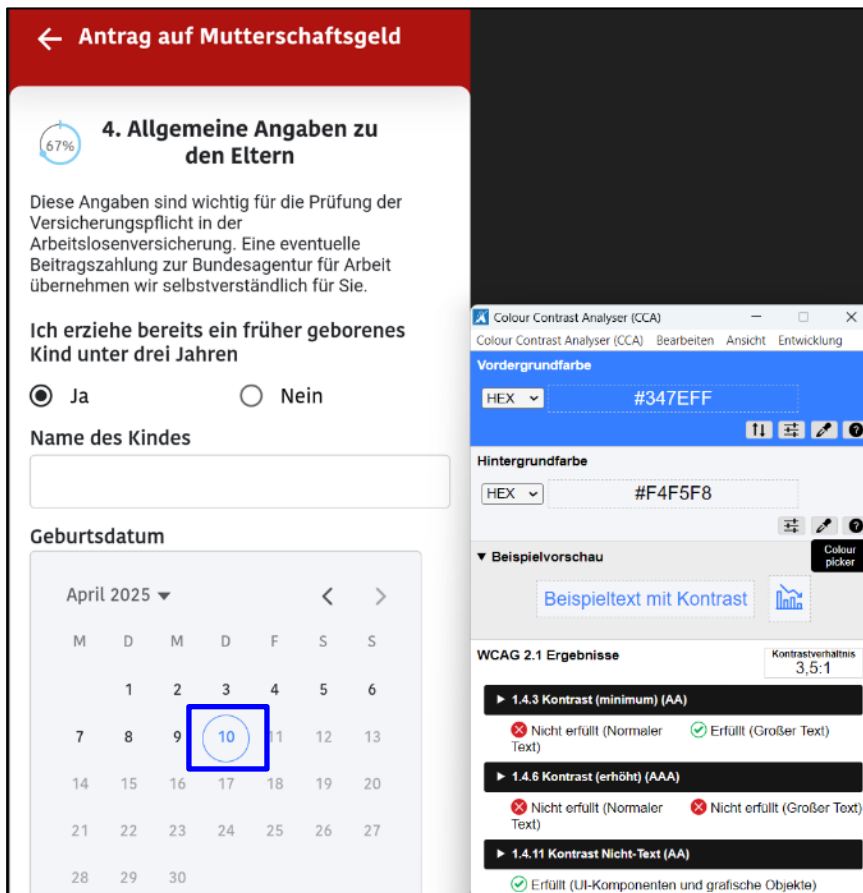 Antrag auf Mutterschaftsgeld
67%
4. Allgemeine Angaben zu
den Eltern
Diese Angaben sind wichtig für die Prüfung der
Versicherungspflicht in der
Arbeitslosenversicherung. Eine eventuelle
Beitragszahlung zur Bundesagentur für Arbeit
übernehmen wir selbstverständlich für Sie.
Ich erziehe bereits ein früher geborenes
Kind unter drei Jahren
Ja Nein
Name des Kindes
Geburtsdatum
April 2025
M D M D F S S
1 2 3 4 5 6
7 8 9 10 11 12 13
14 15 16 17 18 19 20
21 22 23 24 25 26 27
28 29 30
Colour Contrast Analyser (CCA)
Colour Contrast Analyser (CCA) Bearbeiten Ansicht Entwicklung
Vordergrundfarbe
HEX #347EFF
Hintergrundfarbe
HEX #F4F5F8
Colour
picker
Beispielvorschau
Beispieltext mit Kontrast
WCAG 2.1 Ergebnisse
Kontrastverhältnis
3,5:1
1.4.3 Kontrast (minimum) (AA)
Nicht erfüllt (Normaler
Text)
Erfüllt (Großer Text)
1.4.6 Kontrast (erhöht) (AAA)
Nicht erfüllt (Normaler
Text)
Nicht erfüllt (Großer Text)
1.4.11 Kontrast Nicht-Text (AA)
Erfüllt (UI-Komponenten und grafische Objekte)